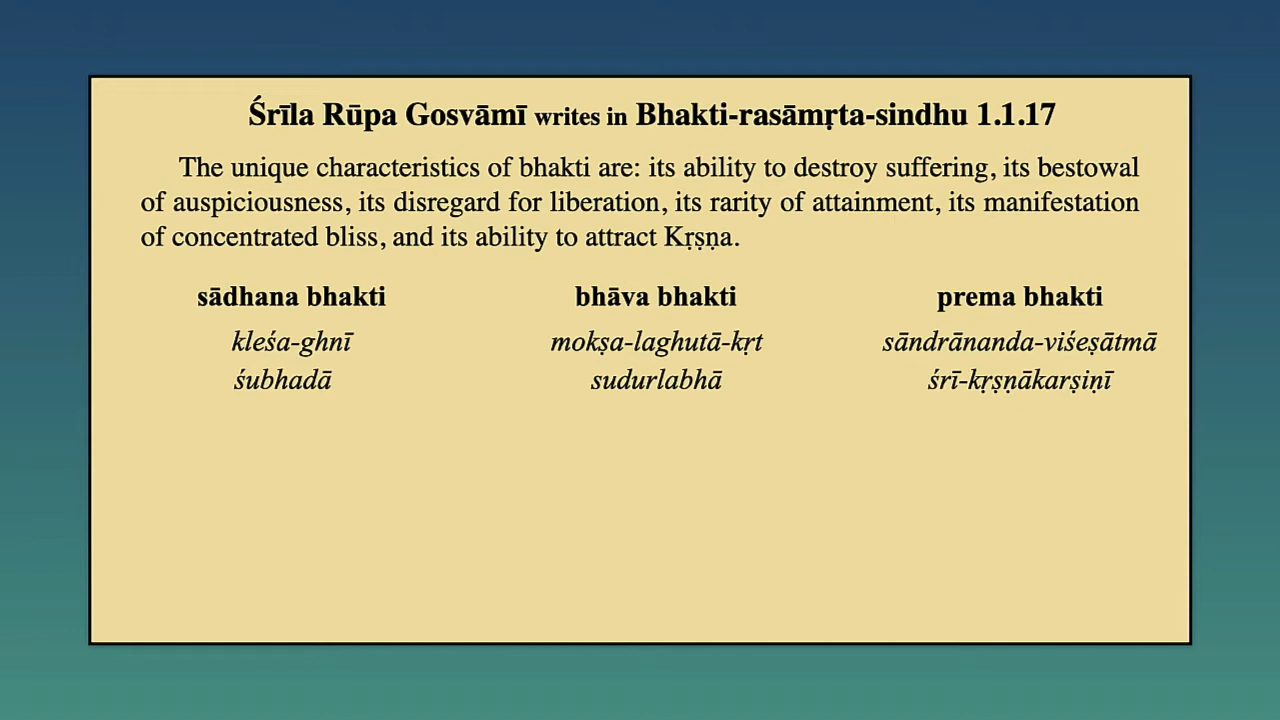 Śrīla Rūpa Gosvāmī writes in Bhakti-rasāmṛta-sindhu 1.1.17
The unique characteristics of bhakti are: its ability to destroy suffering, its bestowal
of auspiciousness, its disregard for liberation, its rarity of attainment, its manifestation
of concentrated bliss, and its ability to attract Kṛṣṇa.
sādhana bhakti bhāva bhakti prema bhakti
kleśa-ghnī mokṣa-laghutā-kṛt sāndrānanda-viśeṣātmā
śubhadā sudurlabhā śrī-kṛṣṇākarṣiṇī